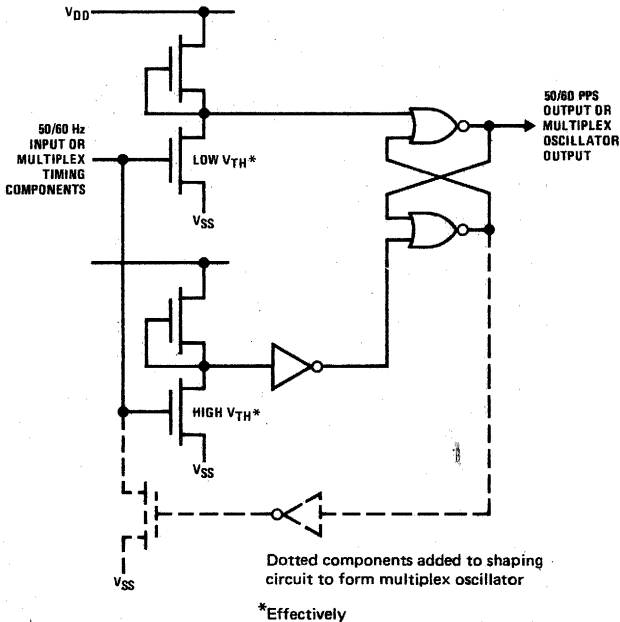 VDD
50/60 Hz
INPUT OR
MULTIPLEX
TIMING
COMPONENTS
LOW VTH*
VSS
50/60 PPS
OUTPUT OR
MULTIPLEX
OSCILLATOR
OUTPUT
HIGH VTH*
VSS
VSS
Dotted components added to shaping
circuit to form multiplex oscillator
*Effectively